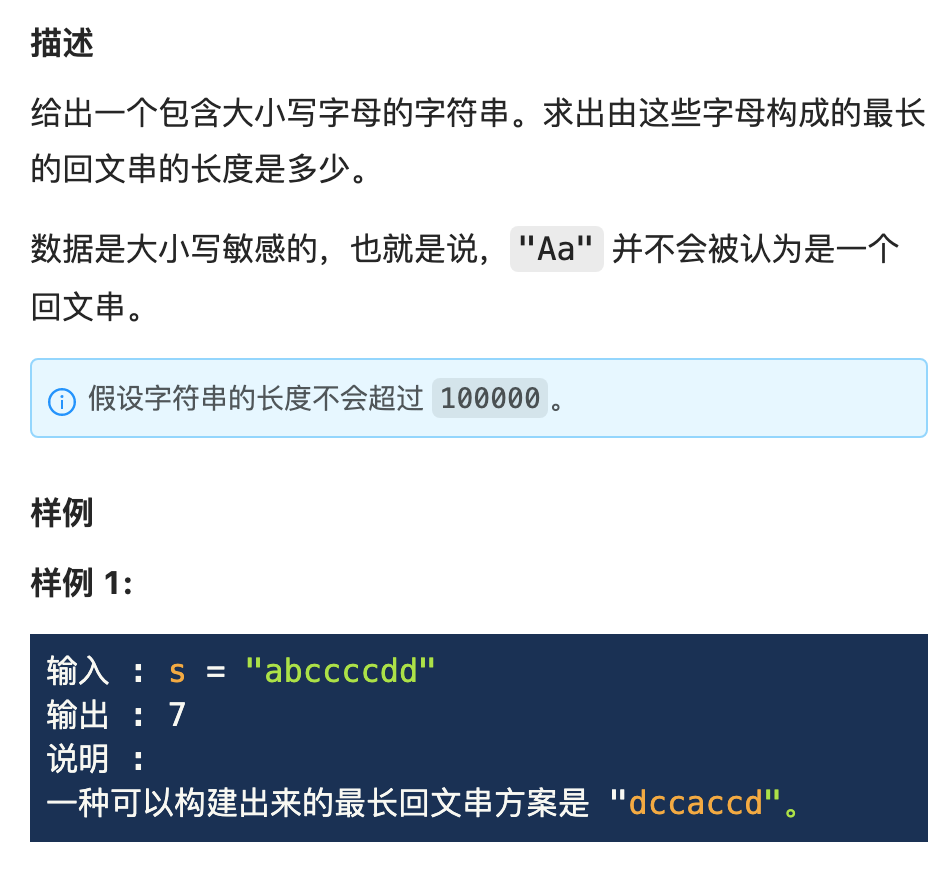 描述
给出一个包含大小写字母的字符串。求出由这些字母构成的最长
的回文串的长度是多少。
数据是大小写敏感的，也就是说，"Aa" 并不会被认为是一个
回文串。
假设字符串的长度不会超过 100000。
样例
样例 1:
输入 : s = "abccccdd"
输出 : 7
说明 :
一种可以构建出来的最长回文串方案是 "dccaccd"。